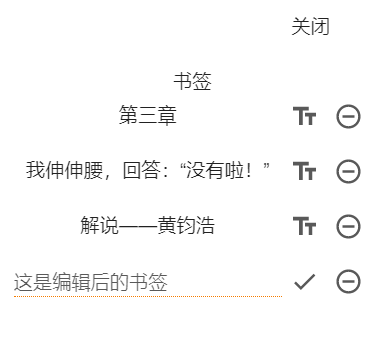 关闭
书签
第三章
我伸伸腰，回答：“没有啦！”
解说——黄钧浩
这是编辑后的书签